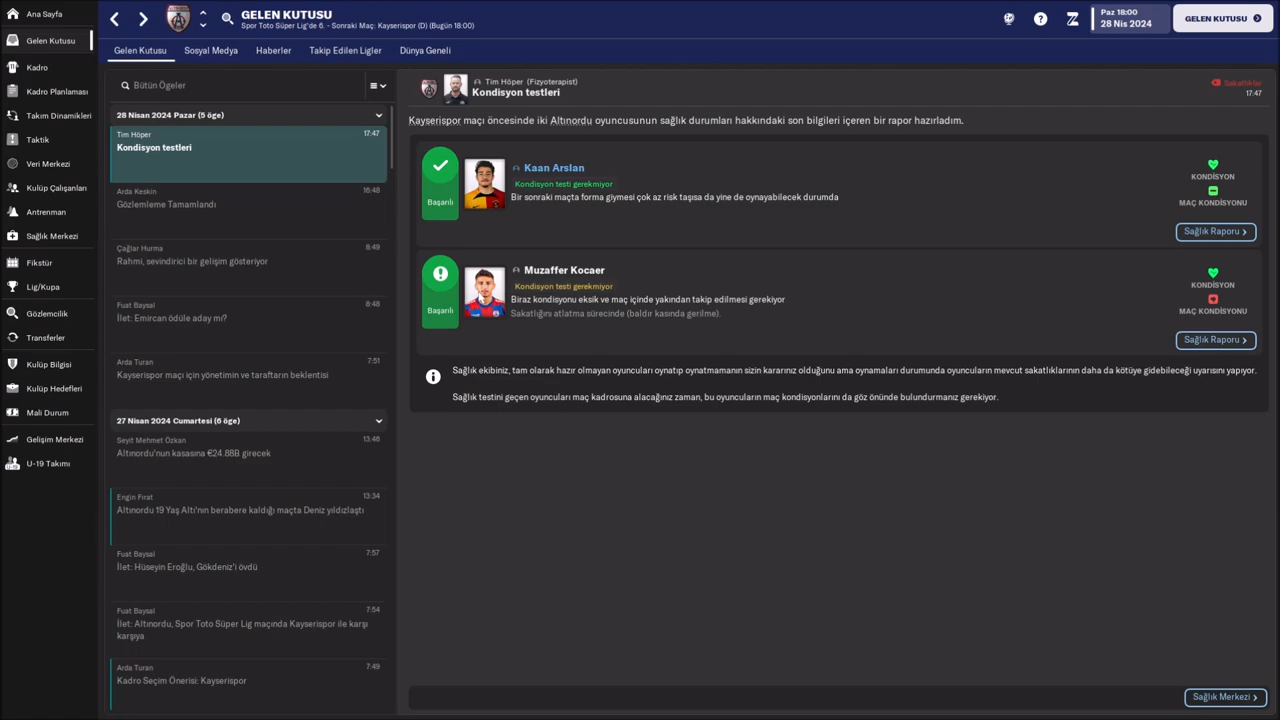 Ana Sayfa
Gelen Kutusu
Kadro
Kadro Planlaması
Takım Dinamikleri
Taktik
Veri Merkezi
Kulüp Çalışanları
Antrenman
Sağlık Merkezi
Fikstür
Lig/Kupa
Gözlemcilik
Transferler
Kulüp Bilgisi
Kulüp Hedefleri
Mali Durum
Gelişim Merkezi
U-19 Takımı
GELEN KUTUSU
Spor Toto Süper Lig'de 6. - Sonraki Maç: Kayserispor (D) (Bugün 18:00)
Paz 18:00
28 Nis 2024
GELEN KUTUSU
Gelen Kutusu
Sosyal Medya
Haberler
Takip Edilen Ligler
Dünya Geneli
Bütün Ögeler
28 Nisan 2024 Pazar (5 öge)
Tim Höper 17:47
Kondisyon testleri
Arda Keskin 16:48
Gözlemleme Tamamlandı
Çağlar Hurma 8:49
Rahmi, sevindirici bir gelişim gösteriyor
Fuat Baysal 8:48
İlet: Emircan ödüle aday mı?
Arda Turan 7:51
Kayserispor maçı için yönetim ve taraftarın beklentisi
27 Nisan 2024 Cumartesi (6 öge)
Seyit Mehmet Özkan 13:46
Altınordu'nun kasasına €24.88B girecek
Engin Fırat 13:34
Altınordu 19 Yaş Altı'nın berabere kaldığı maçta Deniz yıldızlaştı
Fuat Baysal 7:57
İlet: Hüseyin Eroğlu, Gökdeniz'i övdü
Fuat Baysal 7:54
İlet: Altınordu, Spor Toto Süper Lig maçında Kayserispor ile karşı
karşıya
Arda Turan 7:49
Kadro Seçim Önerisi: Kayserispor
Tim Höper (Fizyoterapist)
Kondisyon testleri
Sakatlıklar
17:47
Kayserispor maçı öncesinde iki Altınordu oyuncusunun sağlık durumları hakkındaki son bilgileri içeren bir rapor hazırladım.
Başarılı
Kaan Arslan
Kondisyon testi gerekmiyor
Bir sonraki maçta forma giymesi çok az risk taşısa da yine de oynayabilecek durumda
KONDİSYON
MAÇ KONDİSYONU
Sağlık Raporu
Başarılı
Muzaffer Kocaer
Kondisyon testi gerekmiyor
Biraz kondisyonu eksik ve maç içinde yakından takip edilmesi gerekiyor
Sakatlığını atlatma sürecinde (baldır kasında gerilme).
KONDİSYON
MAÇ KONDİSYONU
Sağlık Raporu
Sağlık ekibiniz, tam olarak hazır olmayan oyuncuları oynatıp oynatmamanın sizin kararınız olduğunu ama oynamaları durumunda oyuncuların mevcut sakatlıklarının daha da kötüye gidebileceği uyarısını yapıyor.
Sağlık testini geçen oyuncuları maç kadrosuna alacağınız zaman, bu oyuncuların maç kondisyonlarını da göz önünde bulundurmanız gerekiyor.
Sağlık Merkezi